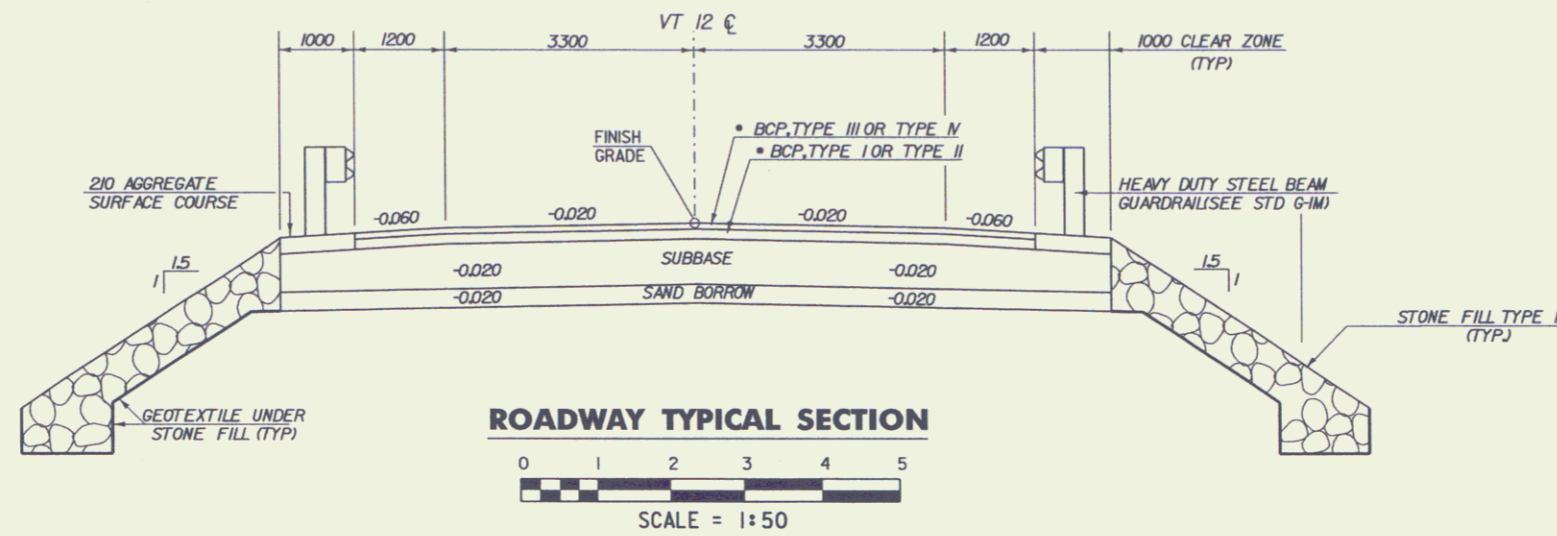 VT 12 ℄
1000 1200 3300 3300 1200 1000 CLEAR ZONE
(TYP)
FINISH
GRADE
• BCP, TYPE III OR TYPE IV
• BCP, TYPE I OR TYPE II
210 AGGREGATE
SURFACE COURSE
HEAVY DUTY STEEL BEAM
GUARDRAIL(SEE STD G-1M)
-0.060 -0.020 -0.020 -0.060
1.5
1
SUBBASE
-0.020 -0.020
1.5
1
SAND BORROW
-0.020 -0.020
STONE FILL TYPE
(TYP.)
GEOTEXTILE UNDER
STONE FILL (TYP)
ROADWAY TYPICAL SECTION
0 1 2 3 4 5
SCALE = 1:50